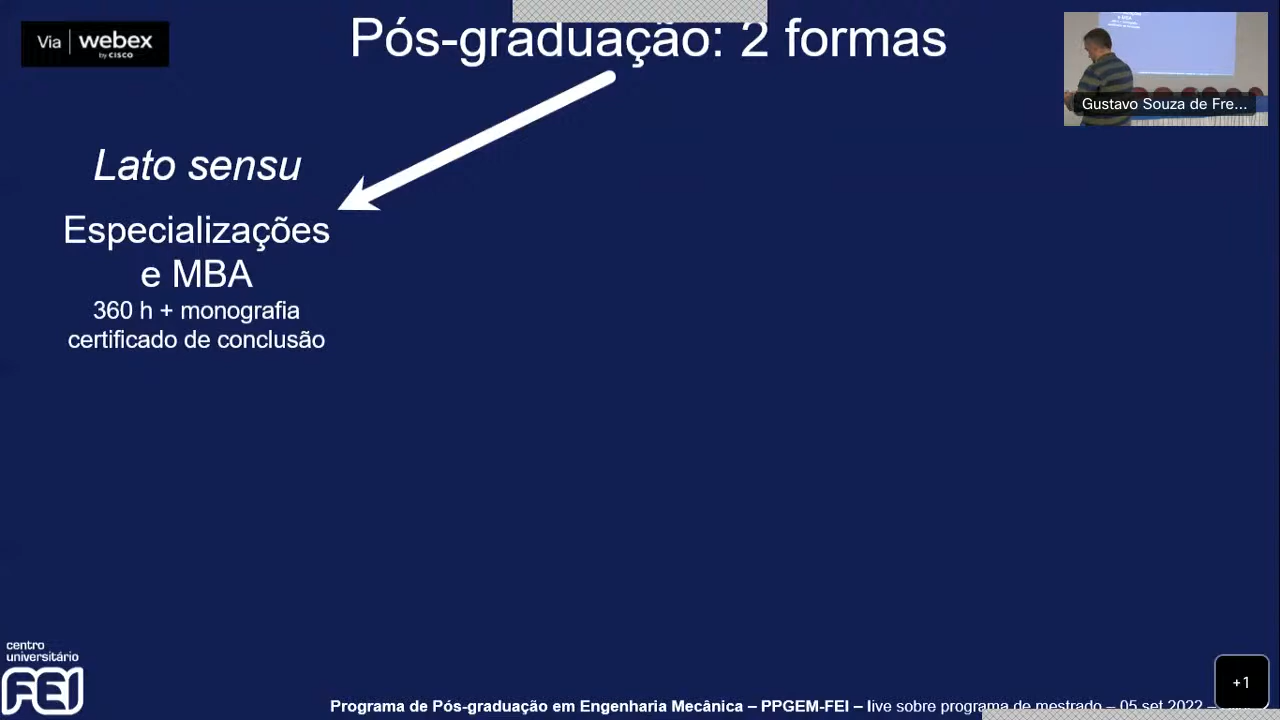 Via webex
by CISCO
Pós-graduação: 2 formas
Gustavo Souza de Fre...
Lato sensu
Especializações
e MBA
360 h + monografia
certificado de conclusão
centro
universitário
FEI
+1
Programa de Pós-graduação em Engenharia Mecânica – PPGEM-FEI – live sobre programa de mestrado – 05 set 2022 –